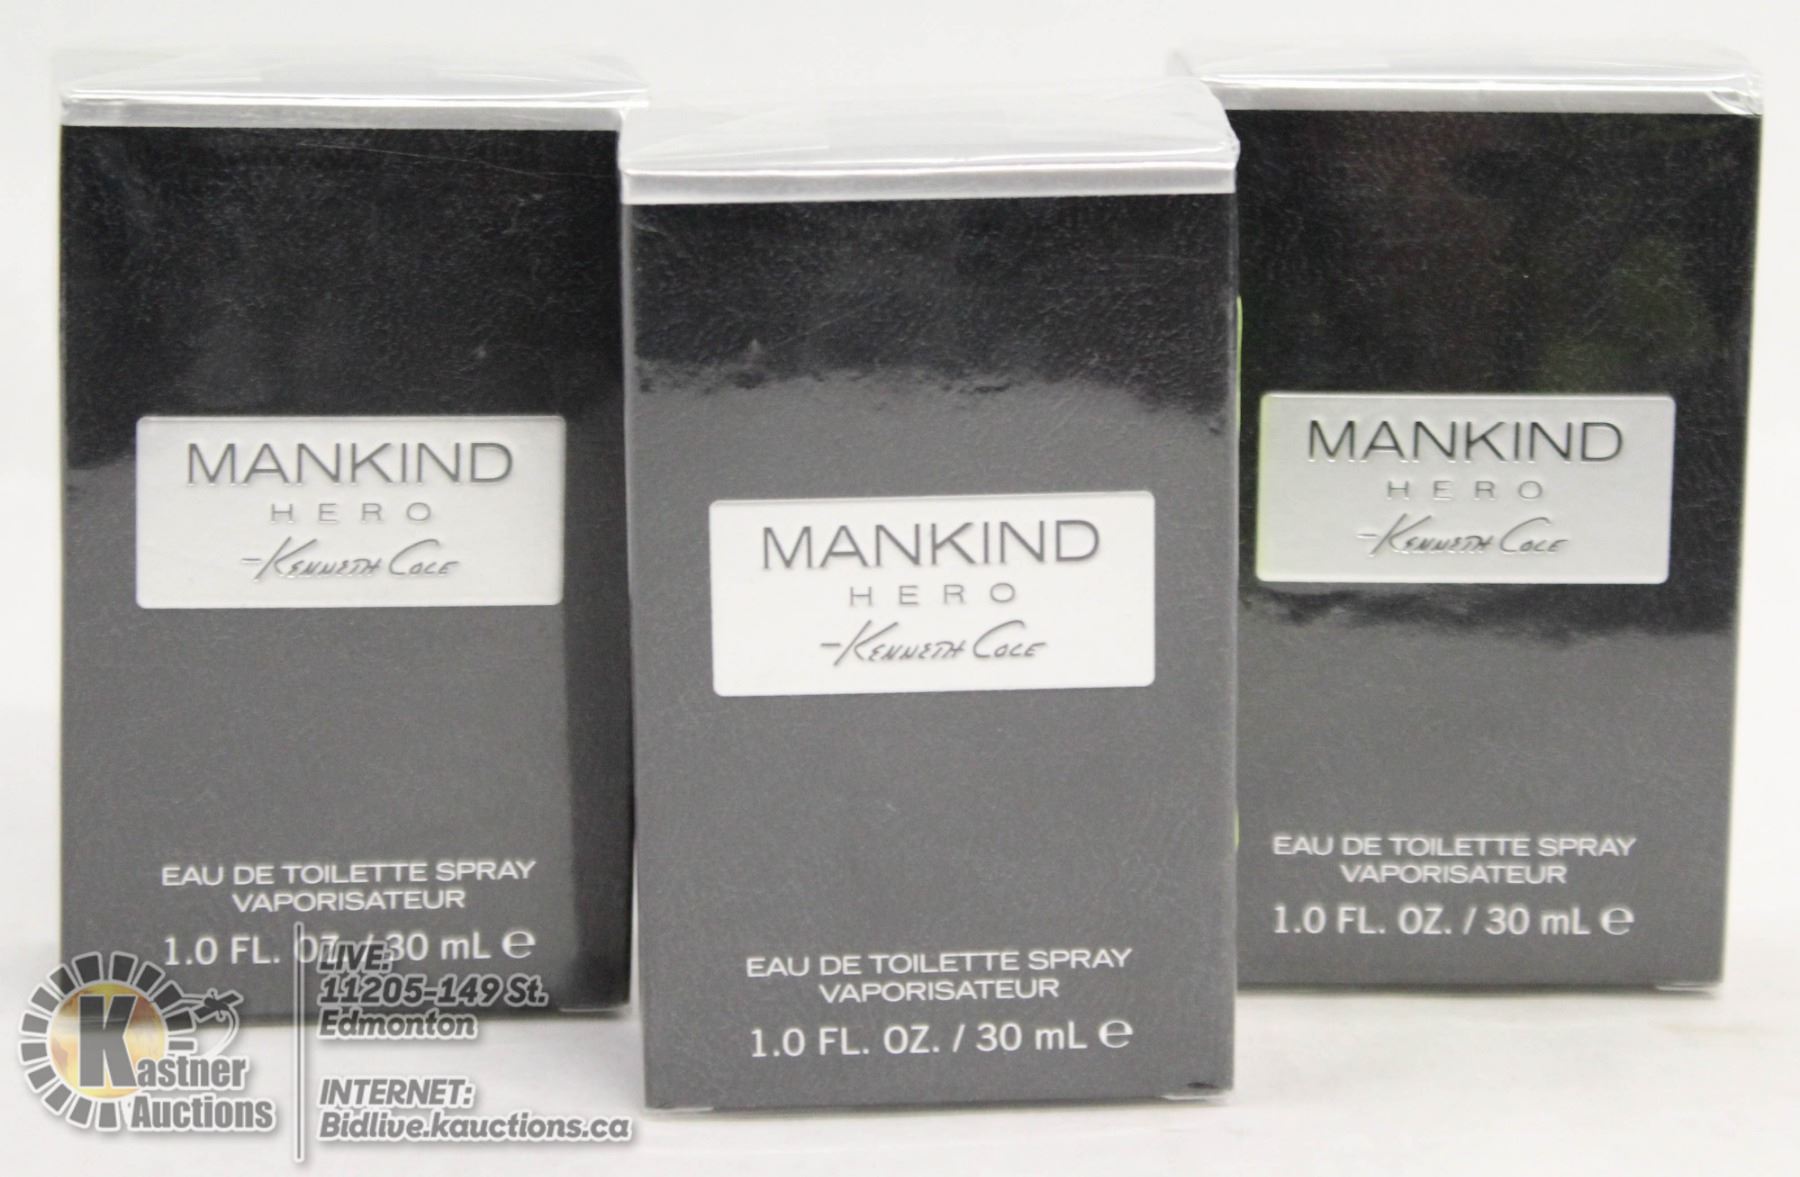 MANKIND
HERO
-KENNETH COLE
EAU DE TOILETTE SPRAY
VAPORISATEUR
1.0 FL. OZ. / 30 mL e
MANKIND
HERO
-KENNETH COLE
EAU DE TOILETTE SPRAY
VAPORISATEUR
1.0 FL. OZ. / 30 mL e
MANKIND
HERO
-KENNETH COLE
EAU DE TOILETTE SPRAY
VAPORISATEUR
1.0 FL. OZ. / 30 mL e
Kastner
Auctions
LIVE:
11205-149 St.
Edmonton
INTERNET:
Bidlive.kauctions.ca